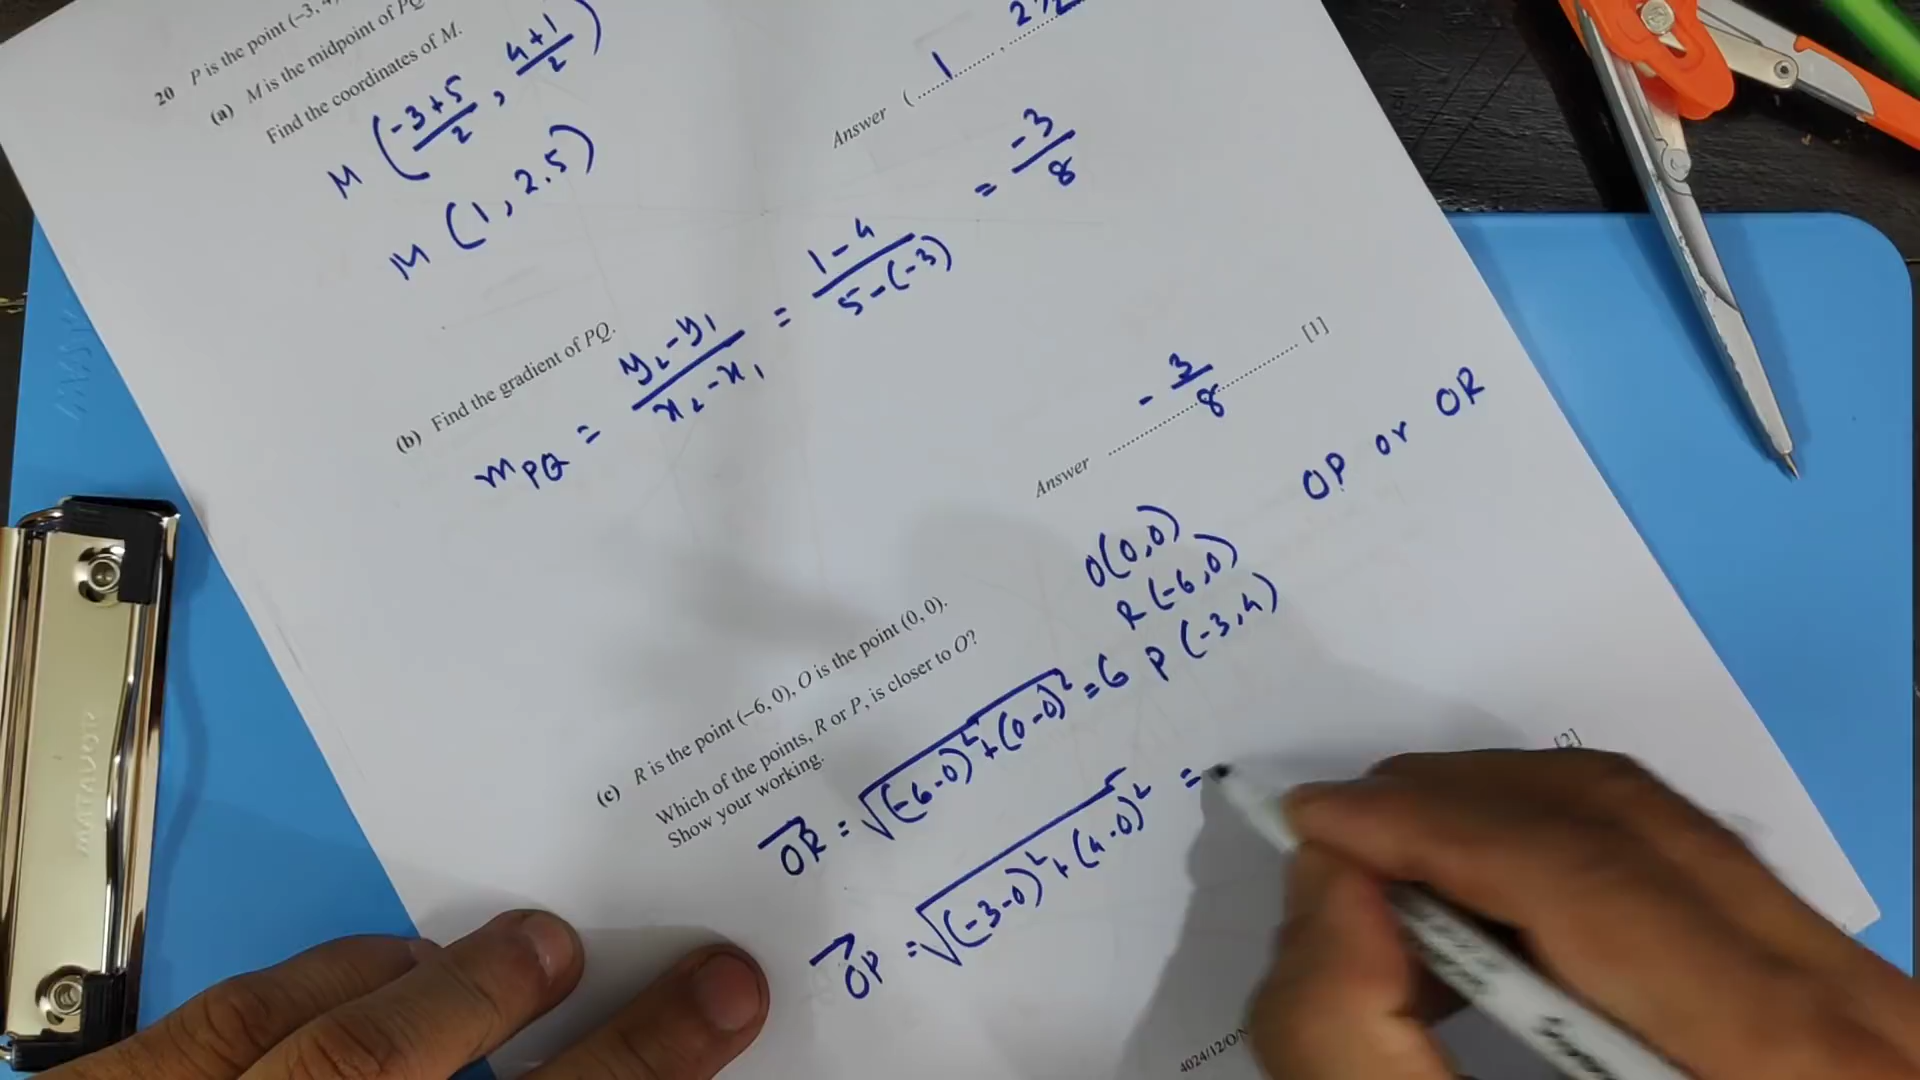 20 P is the point (−3, 4)
(a) M is the midpoint of PQ
Find the coordinates of M.
M (-3+5/2 , 4+1/2)
M (1, 2.5)
Answer ( 1 , 2½
(b) Find the gradient of PQ.
mPQ = y2-y1/x2-x1 = 1-4/5-(-3) = -3/8
Answer -3/8 [1]
OP or OR
O(0,0)
R(-6,0)
P(-3,4)
(c) R is the point (−6, 0), O is the point (0, 0).
Which of the points, R or P, is closer to O?
Show your working.
OR = √(-6-0)²+(0-0)² = 6
OP = √(-3-0)²+(4-0)² =
[2]
4024/12/O/N
MATADOR